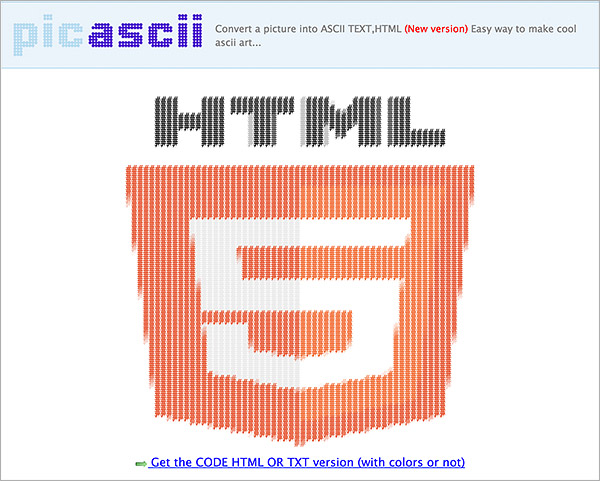 picascii
Convert a picture into ASCII TEXT,HTML (New version) Easy way to make cool
ascii art...
HTML
5
Get the CODE HTML OR TXT version (with colors or not)